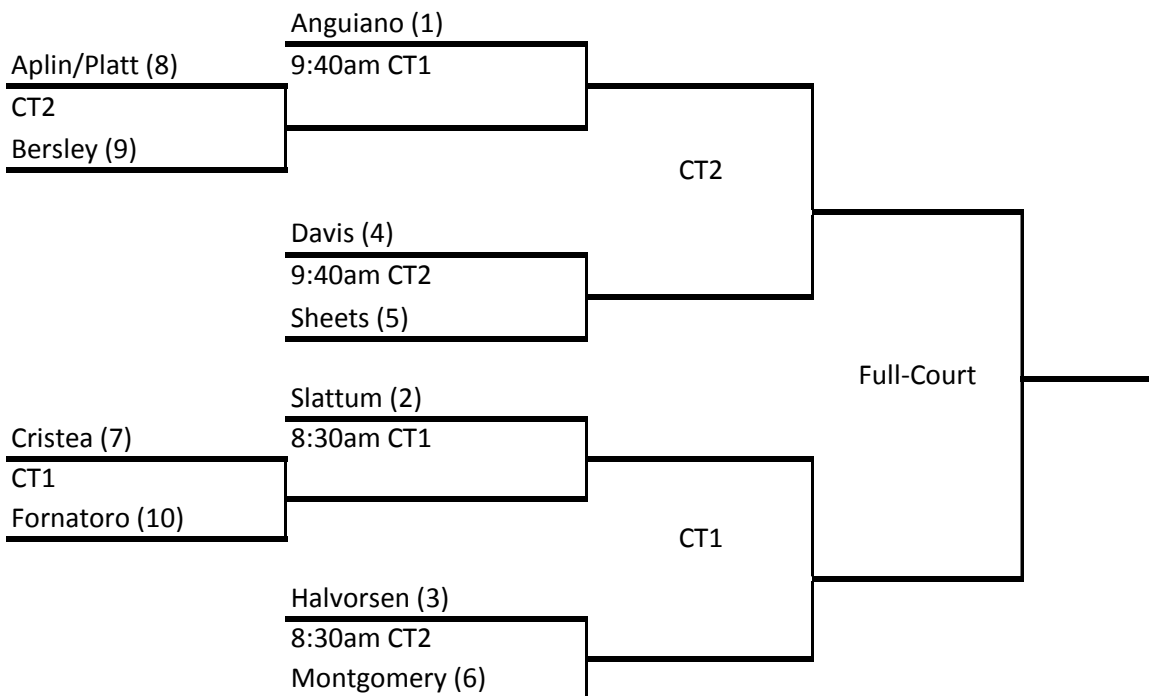 Anguiano (1)
Aplin/Platt (8)
9:40am CT1
CT2
Bersley (9)
CT2
Davis (4)
9:40am CT2
Sheets (5)
Full-Court
Slattum (2)
Cristea (7)
8:30am CT1
CT1
Fornatoro (10)
CT1
Halvorsen (3)
8:30am CT2
Montgomery (6)